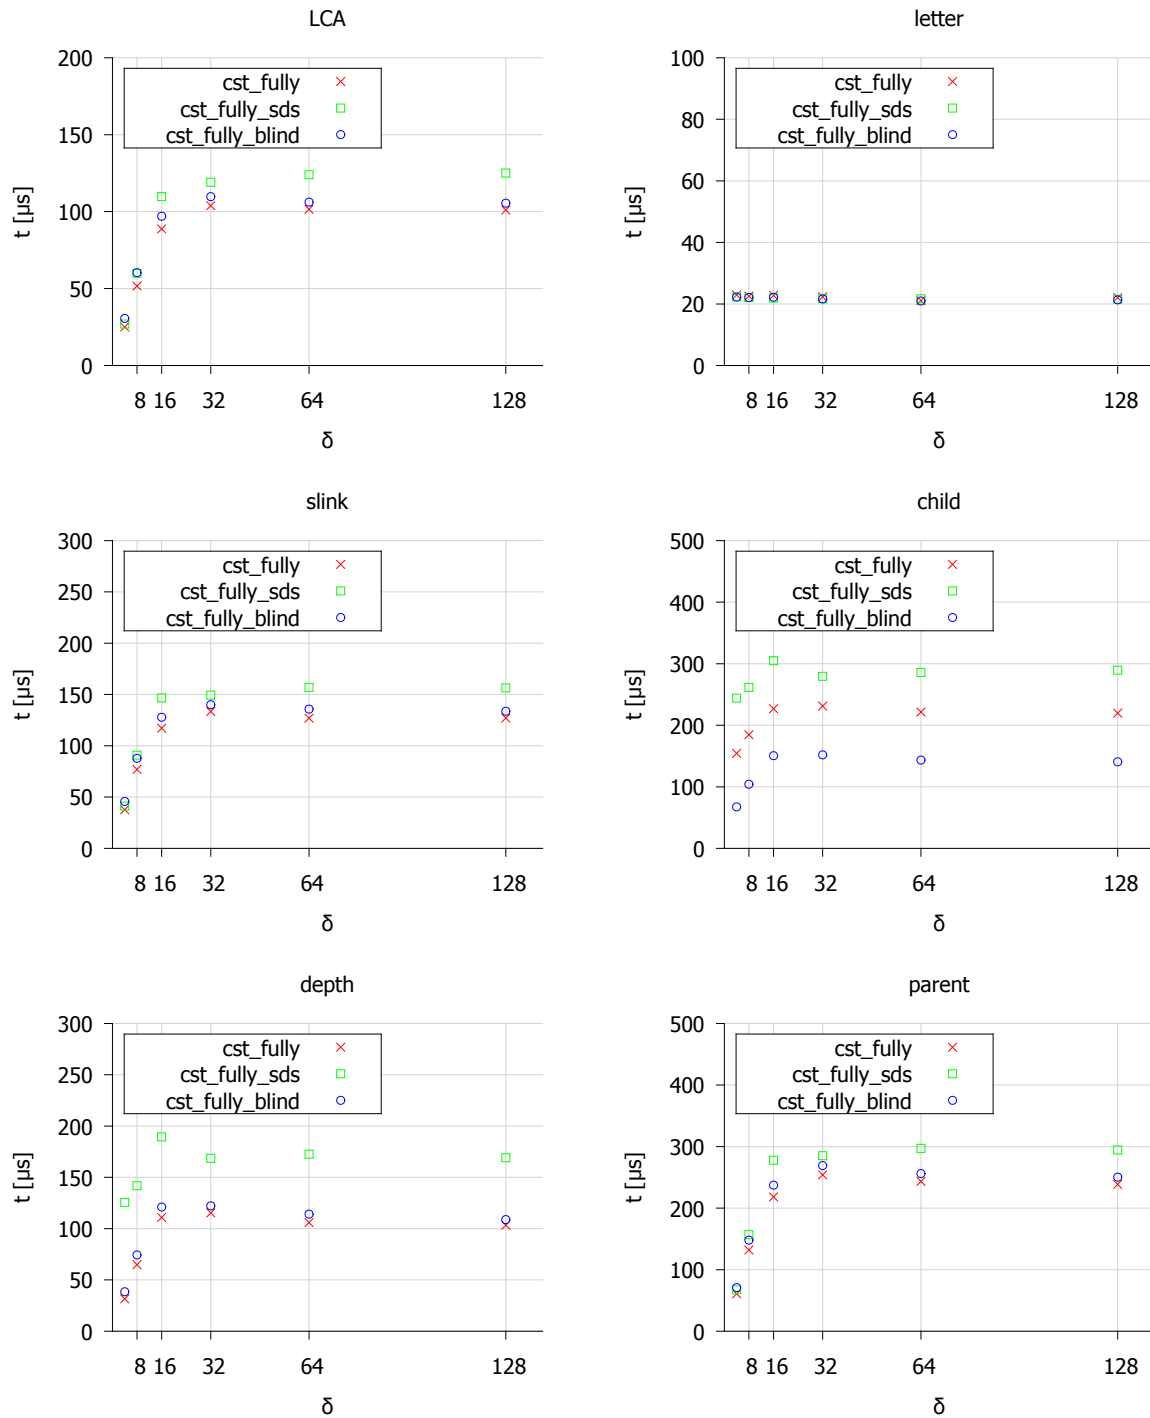 LCA
200
150
100
50
0
t [µs]
cst_fully
cst_fully_sds
cst_fully_blind
8 16 32 64 128
δ
letter
100
80
60
40
20
0
t [µs]
cst_fully
cst_fully_sds
cst_fully_blind
8 16 32 64 128
δ
slink
300
250
200
150
100
50
0
t [µs]
cst_fully
cst_fully_sds
cst_fully_blind
8 16 32 64 128
δ
child
500
400
300
200
100
0
t [µs]
cst_fully
cst_fully_sds
cst_fully_blind
8 16 32 64 128
δ
depth
300
250
200
150
100
50
0
t [µs]
cst_fully
cst_fully_sds
cst_fully_blind
8 16 32 64 128
δ
parent
500
400
300
200
100
0
t [µs]
cst_fully
cst_fully_sds
cst_fully_blind
8 16 32 64 128
δ